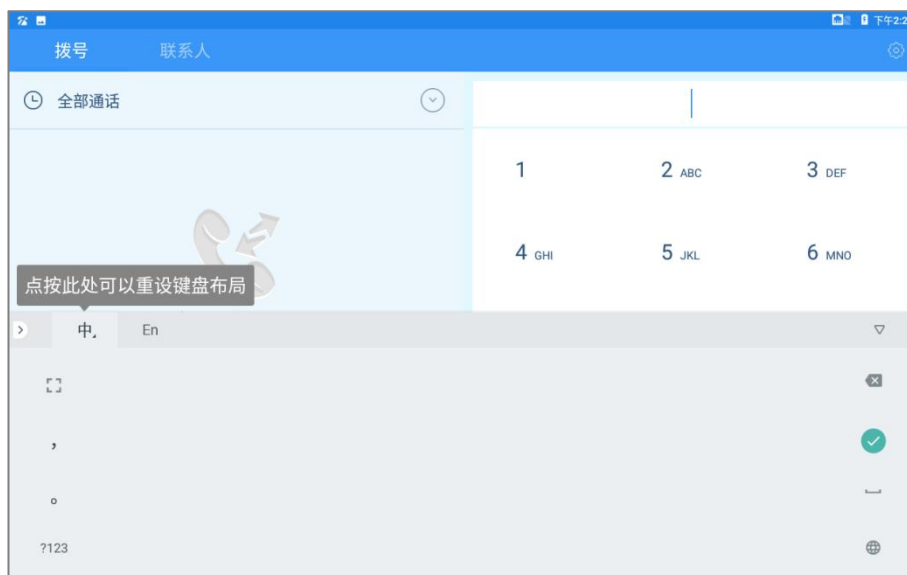 下午2:2
拨号 联系人
全部通话
1 2 ABC 3 DEF
4 GHI 5 JKL 6 MNO
点按此处可以重设键盘布局
中 En
，
。
?123